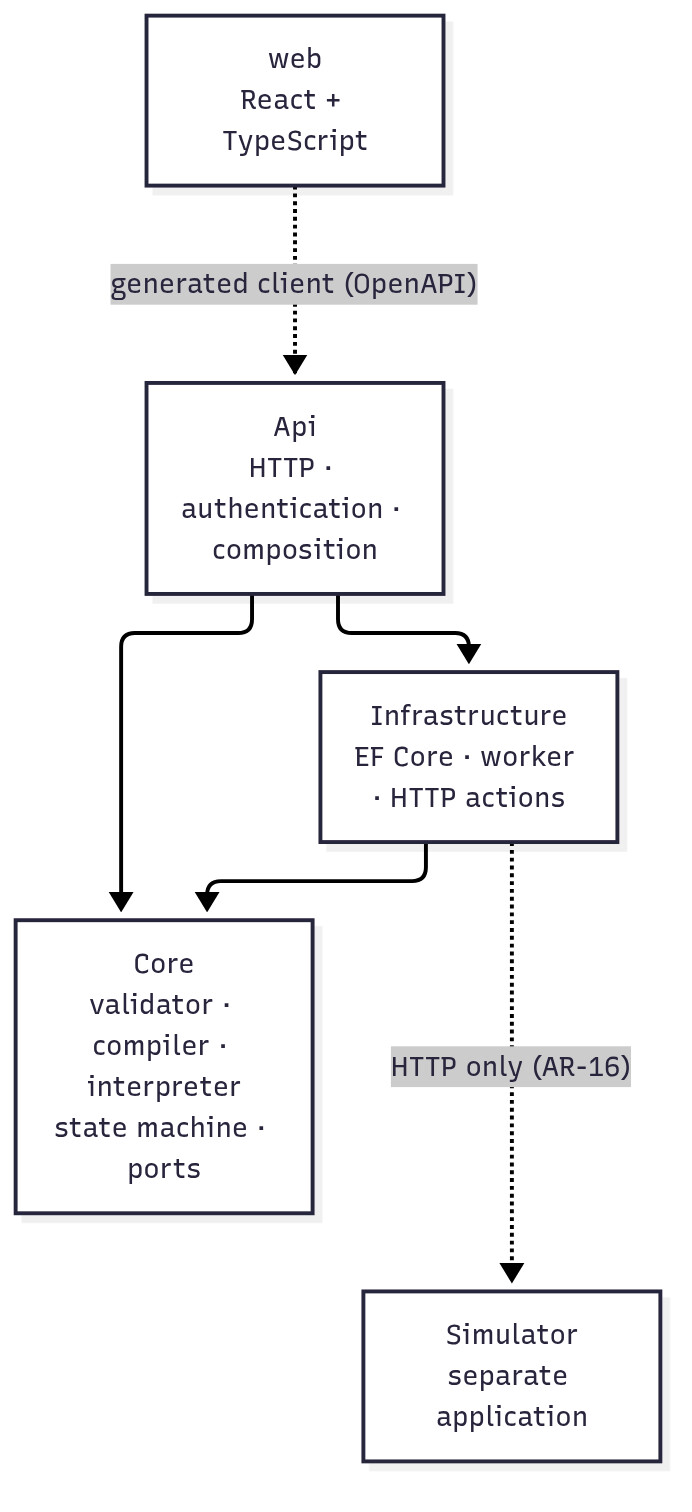 web
React +
TypeScript
generated client (OpenAPI)
Api
HTTP ·
authentication ·
composition
Infrastructure
EF Core · worker
· HTTP actions
Core
validator ·
compiler ·
interpreter
state machine ·
ports
HTTP only (AR-16)
Simulator
separate
application